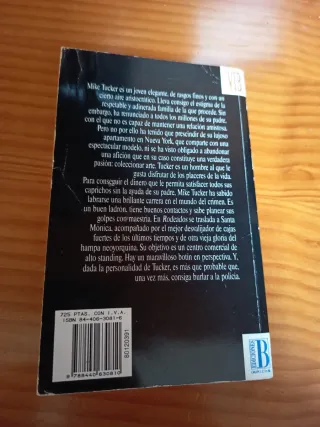 VIB
Mike Tucker es un joven elegante, de rasgos finos y con un
cierto aire aristocrático. Lleva consigo el enigma de la
respetable y adinerada familia de la que procede. Sin
embargo, ha renunciado a todos los millones de su padre,
con el que no es capaz de mantener una relación amistosa.
Pero no por ello ha tenido que prescindir de su lujoso
apartamento en Nueva York, que comparte con una
espectacular modelo, ni se ha visto obligado a abandonar
una afición que en su caso constituye una verdadera
pasión: coleccionar arte. Tucker es un hombre al que le
gusta disfrutar de los placeres de la vida.
Para conseguir el dinero que le permita satisfacer todos sus
caprichos sin la ayuda de su padre, Mike Tucker ha sabido
labrarse una brillante carrera en el mundo del crimen. Es
un buen ladrón, tiene buenos contactos y sabe planear sus
golpes con maestría. En Rodeados se traslada a Santa
Mónica, acompañado por el mejor desvalijador de cajas
fuertes de los últimos tiempos y de otra vieja gloria del
hampa neoyorquina. Su objetivo es un centro comercial de
alto standing. Hay un maravilloso botín en perspectiva. Y,
dada la personalidad de Tucker, es más que probable que,
una vez más, consiga burlar a la policía.
725 PTAS. CON I.V.A.
ISBN 84-406-3081-6
9 788440 630810
80120391
EDICIONES
B